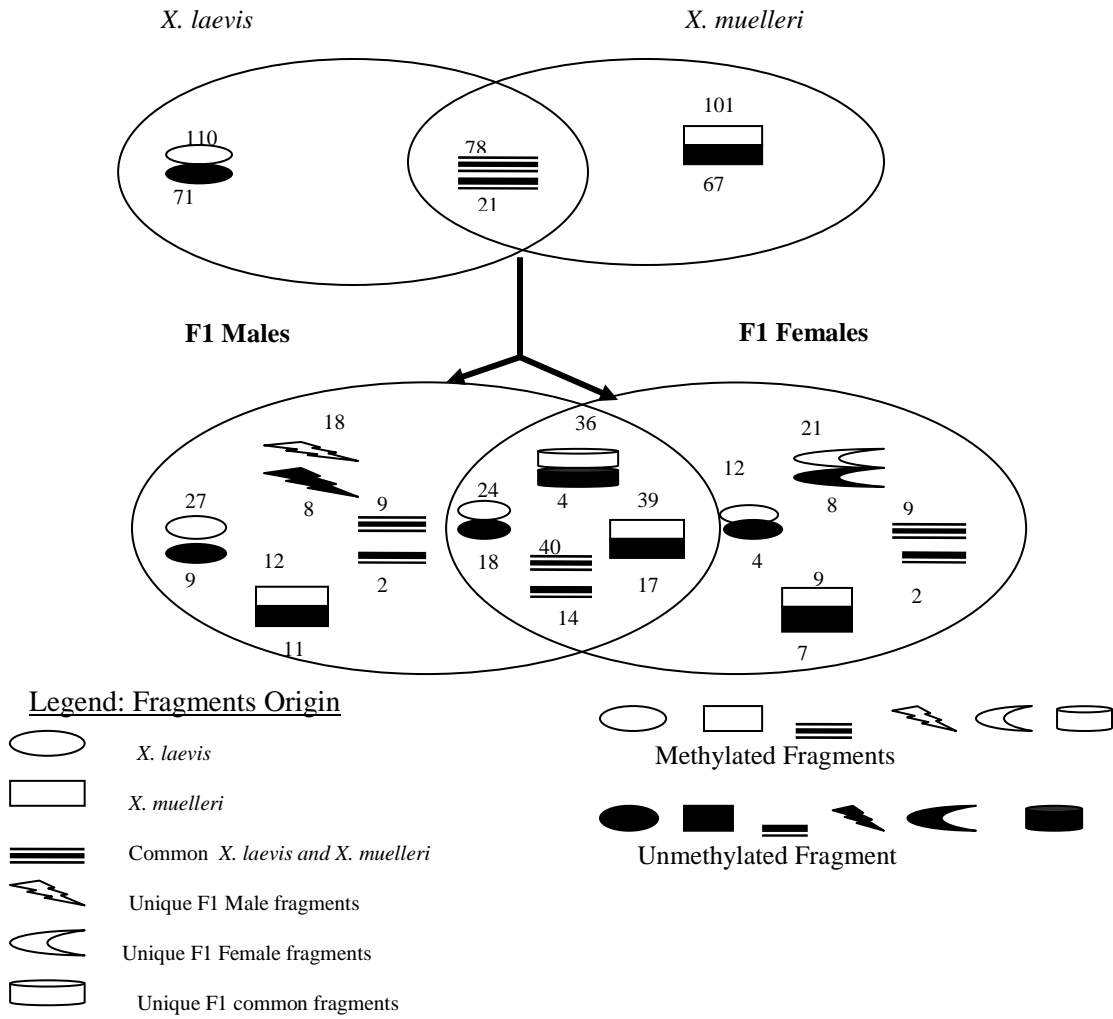 X. laevis
X. muelleri
110
71
78
21
101
67
F1 Males
F1 Females
18
8
27
9
9
2
12
11
36
4
24
18
39
17
40
14
21
8
12
4
9
2
9
7
Legend: Fragments Origin
X. laevis
X. muelleri
Common X. laevis and X. muelleri
Unique F1 Male fragments
Unique F1 Female fragments
Unique F1 common fragments
Methylated Fragments
Unmethylated Fragment